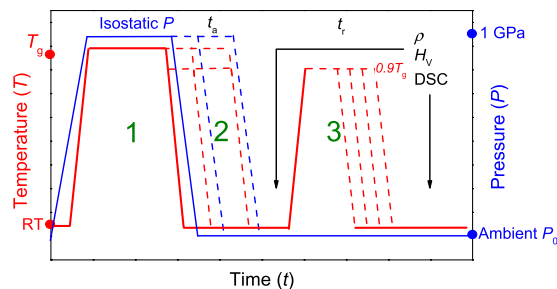 Isostatic P
t_a
t_r
ρ
H_V
DSC
T_g
1 GPa
0.9T_g
1
2
3
Temperature (T)
Pressure (P)
RT
Ambient P_0
Time (t)